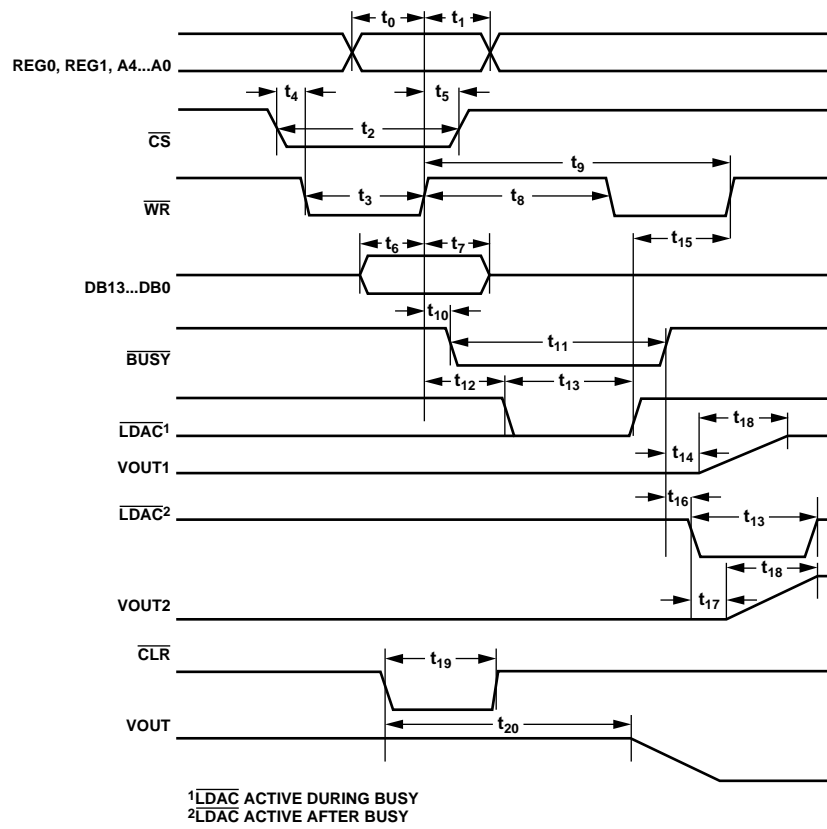 t0 t1
REG0, REG1, A4...A0
t4 t5
t2
CS
t9
t3 t8
WR
t15
t6 t7
DB13...DB0
t10
t11
BUSY
t12 t13
t18
LDAC1
t14
VOUT1
t16
LDAC2
t13
t18
VOUT2
t17
CLR
t19
VOUT
t20
1LDAC ACTIVE DURING BUSY
2LDAC ACTIVE AFTER BUSY